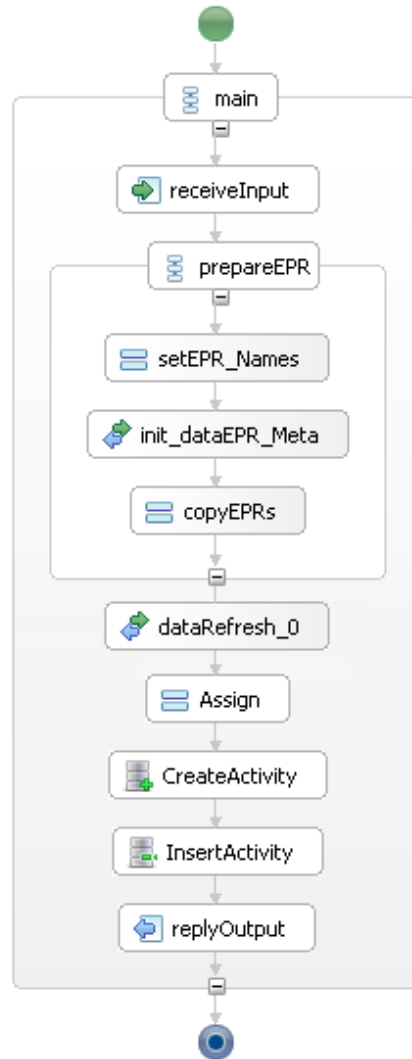 main
receiveInput
prepareEPR
setEPR_Names
init_dataEPR_Meta
copyEPRs
dataRefresh_0
Assign
CreateActivity
InsertActivity
replyOutput